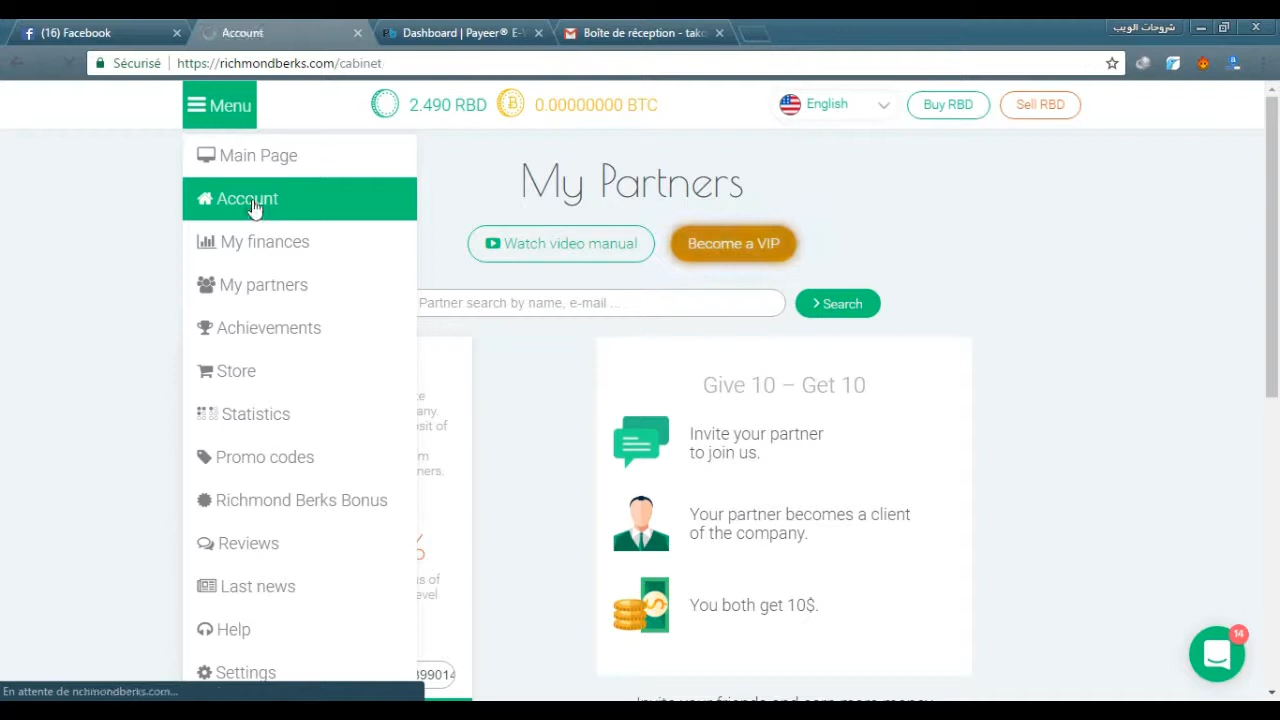 (16) Facebook
Account
Dashboard | Payeer® E-
Boîte de réception - tak
شروحات الويب
Sécurisé
https://richmondberks.com/cabinet
Menu
2.490 RBD
0.00000000 BTC
English
Buy RBD
Sell RBD
Main Page
Account
My finances
My partners
Achievements
Store
Statistics
Promo codes
Richmond Berks Bonus
Reviews
Last news
Help
Settings
My Partners
Watch video manual
Become a VIP
Partner search by name, e-mail ...
Search
Give 10 – Get 10
Invite your partner
to join us.
Your partner becomes a client
of the company.
You both get 10$.
14
En attente de richmondberks.com...